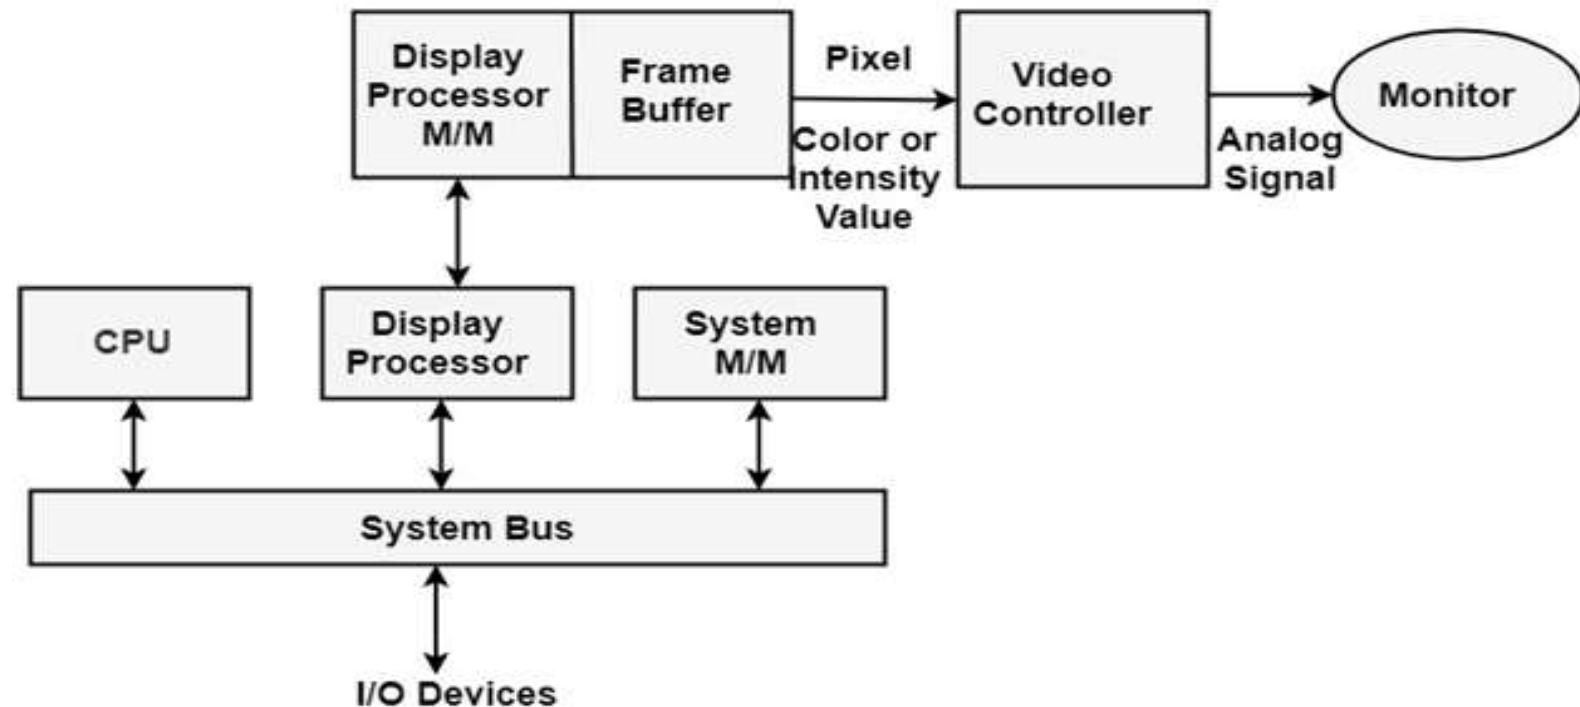 Display
Processor
M/M
Frame
Buffer
Pixel
Color or
Intensity
Value
Video
Controller
Analog
Signal
Monitor
CPU
Display
Processor
System
M/M
System Bus
I/O Devices